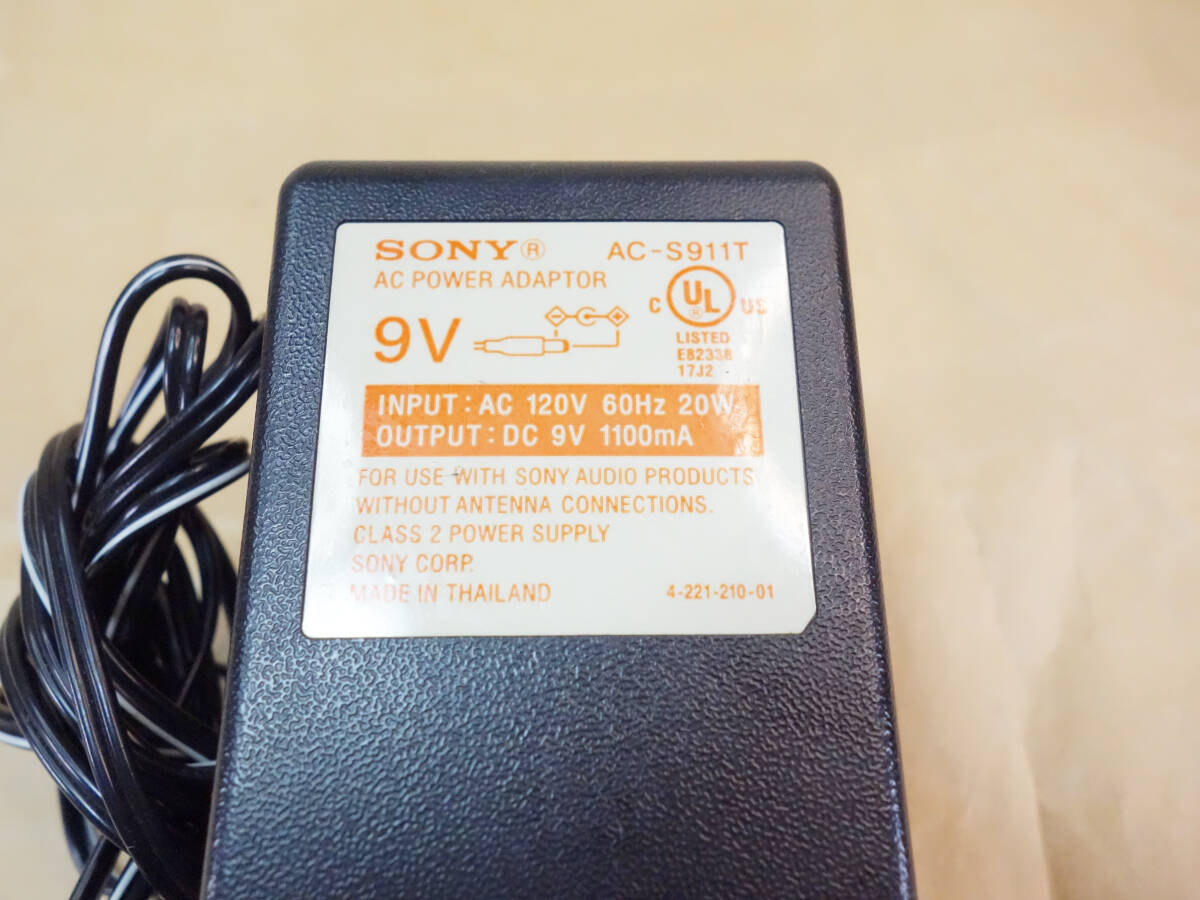 SONY® AC-S911T
AC POWER ADAPTOR
9V
C UL® US
LISTED
E82338
17J2
INPUT : AC 120V 60Hz 20W
OUTPUT : DC 9V 1100mA
FOR USE WITH SONY AUDIO PRODUCTS
WITHOUT ANTENNA CONNECTIONS.
CLASS 2 POWER SUPPLY
SONY CORP.
MADE IN THAILAND 4-221-210-01